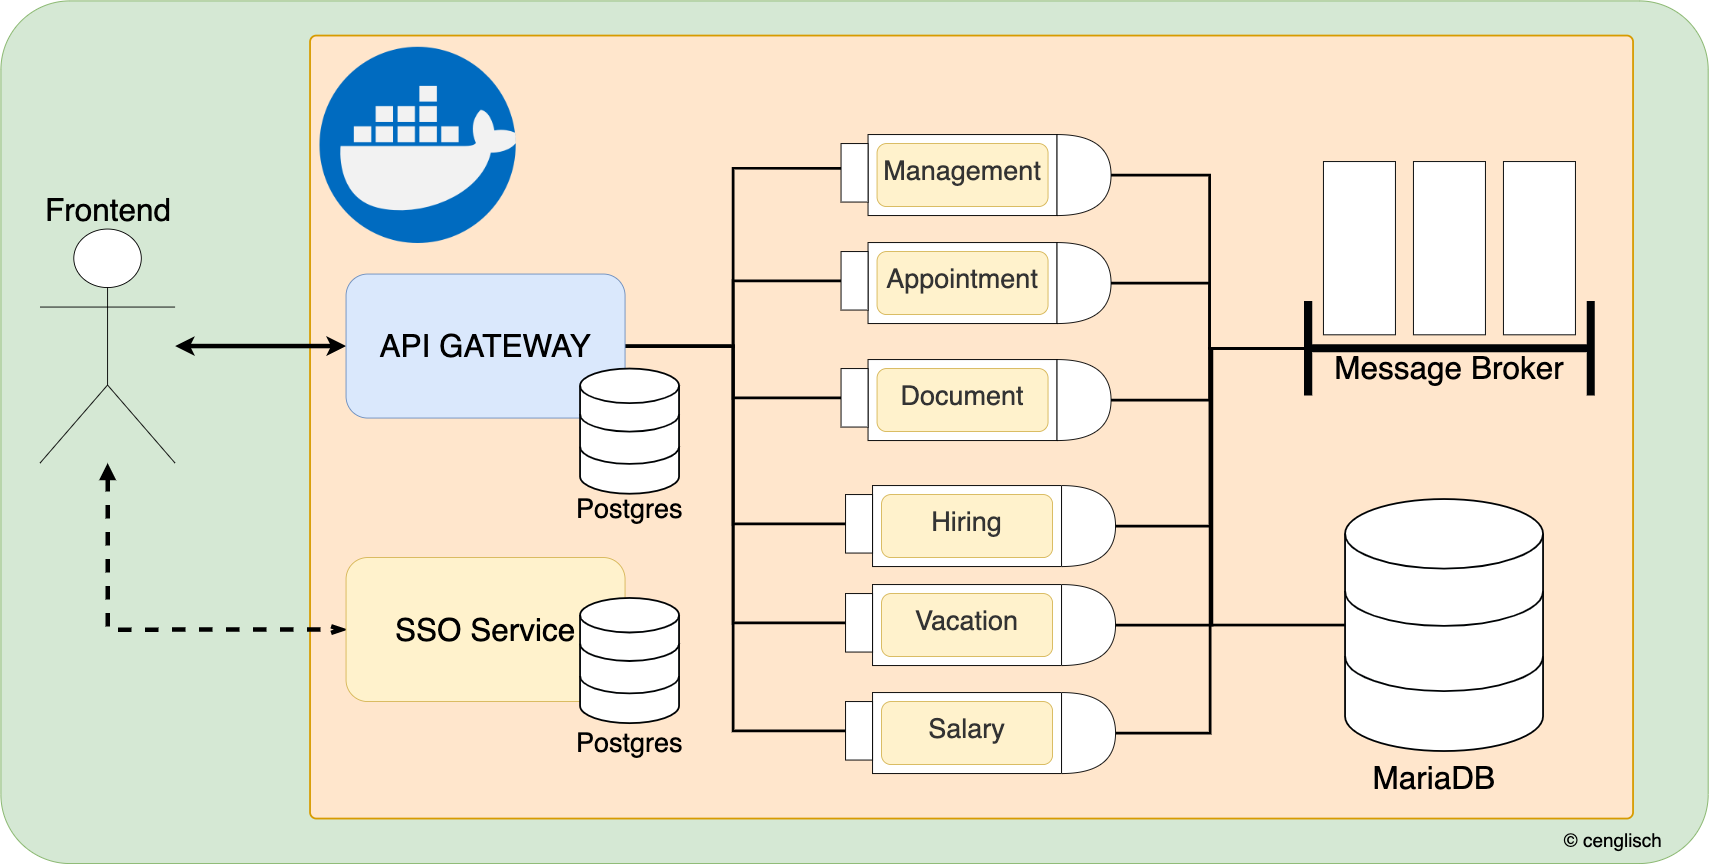 Frontend
API GATEWAY
Postgres
SSO Service
Postgres
Management
Appointment
Document
Hiring
Vacation
Salary
Message Broker
MariaDB
© cenglisch